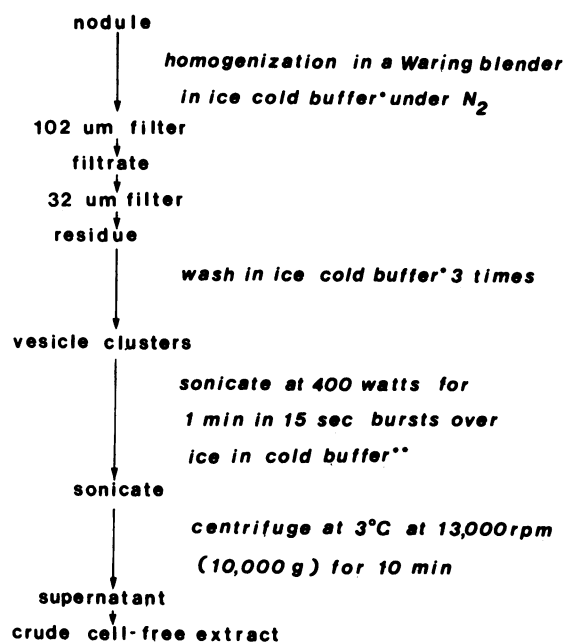 nodule
homogenization in a Waring blender
in ice cold buffer* under N2
102 um filter
filtrate
32 um filter
residue
wash in ice cold buffer* 3 times
vesicle clusters
sonicate at 400 watts for
1 min in 15 sec bursts over
ice in cold buffer**
sonicate
centrifuge at 3°C at 13,000 rpm
(10,000 g) for 10 min
supernatant
crude cell-free extract